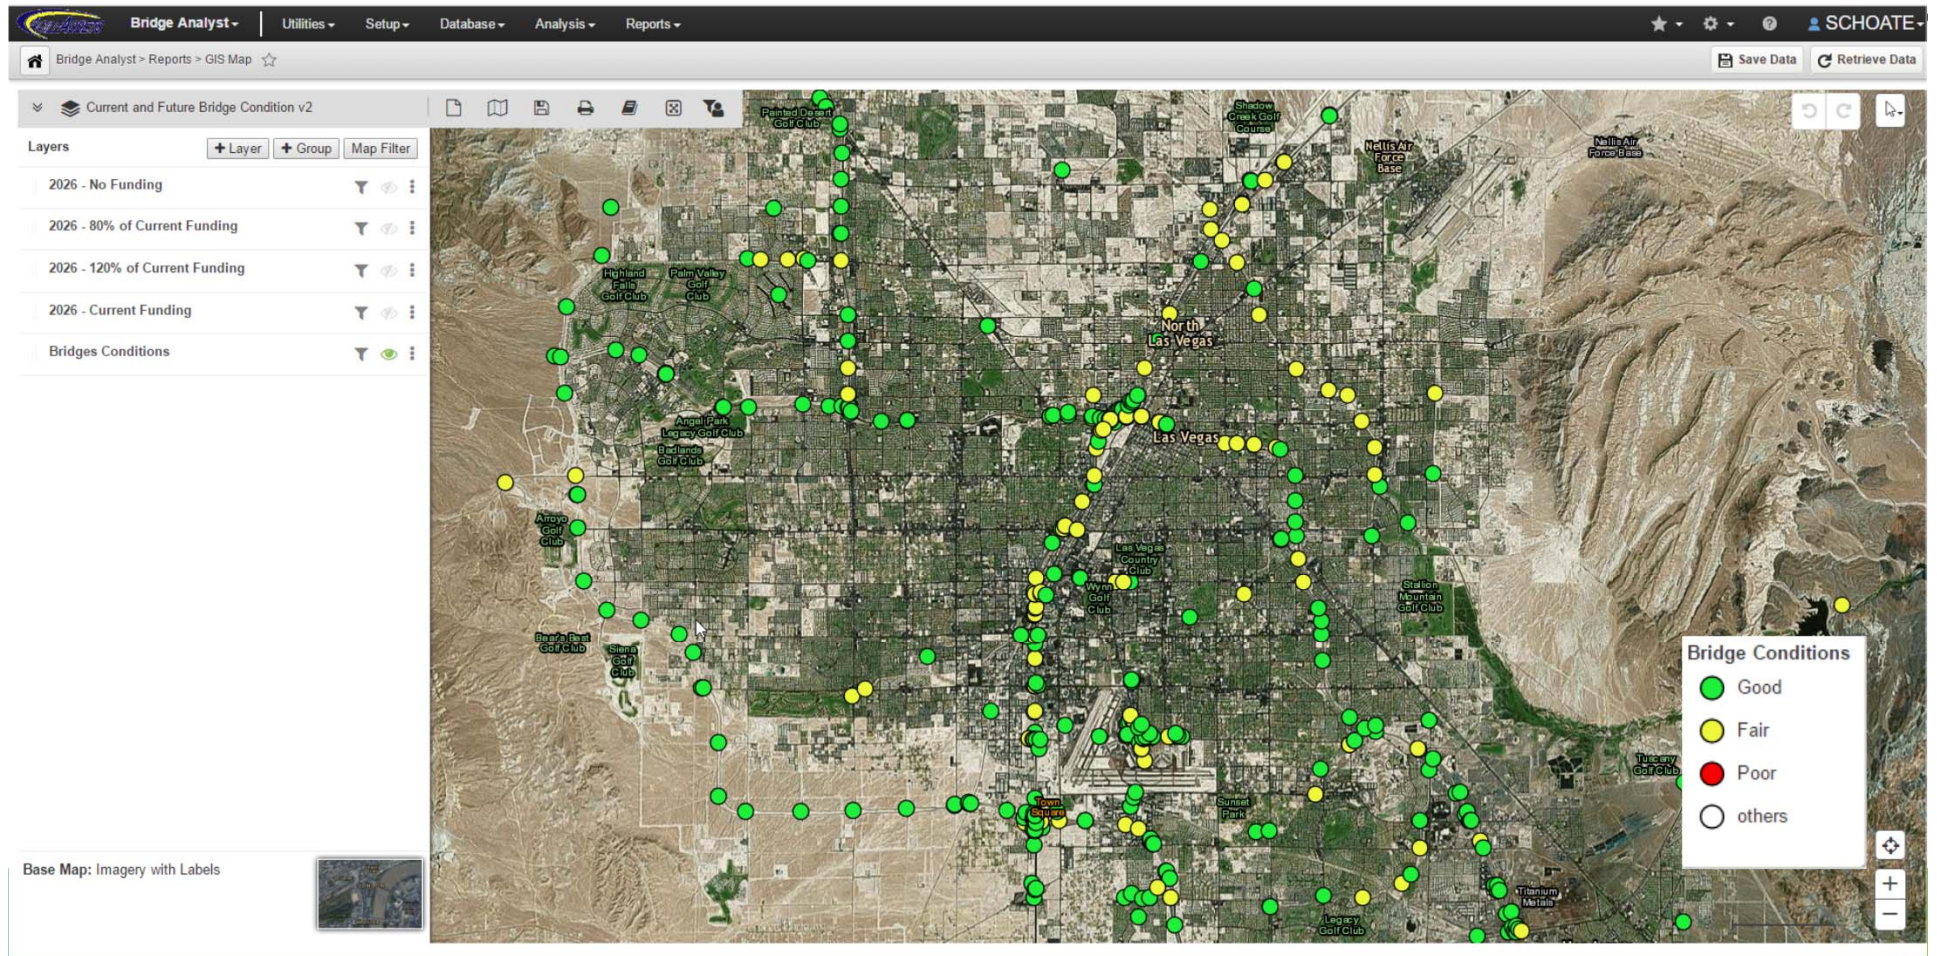 Bridge Analyst
Utilities
Setup
Database
Analysis
Reports
SCHOATE
Bridge Analyst > Reports > GIS Map
Save Data
Retrieve Data
Current and Future Bridge Condition v2
Layers
+ Layer
+ Group
Map Filter
2026 - No Funding
2026 - 80% of Current Funding
2026 - 120% of Current Funding
2026 - Current Funding
Bridges Conditions
Base Map: Imagery with Labels
Painted Desert
Golf Club
Shadow
Creek Golf
Course
Nellis Air
Force
Base
Nellis Air
Force Base
Highland
Falls
Golf Club
Palm Valley
Golf
Club
North
Las Vegas
Angel Park
Legacy Golf Club
Badlands
Golf Club
Las Vegas
Arroyo
Golf
Club
Las Vegas
Country
Club
Wynn
Golf
Club
Stallion
Mountain
Golf Club
Bear's Best
Golf Club
Siena
Golf
Club
Tuscany
Golf Club
Town
Square
Sunset
Park
Titanium
Metals
Legacy
Golf Club
Bridge Conditions
Good
Fair
Poor
others
+
−